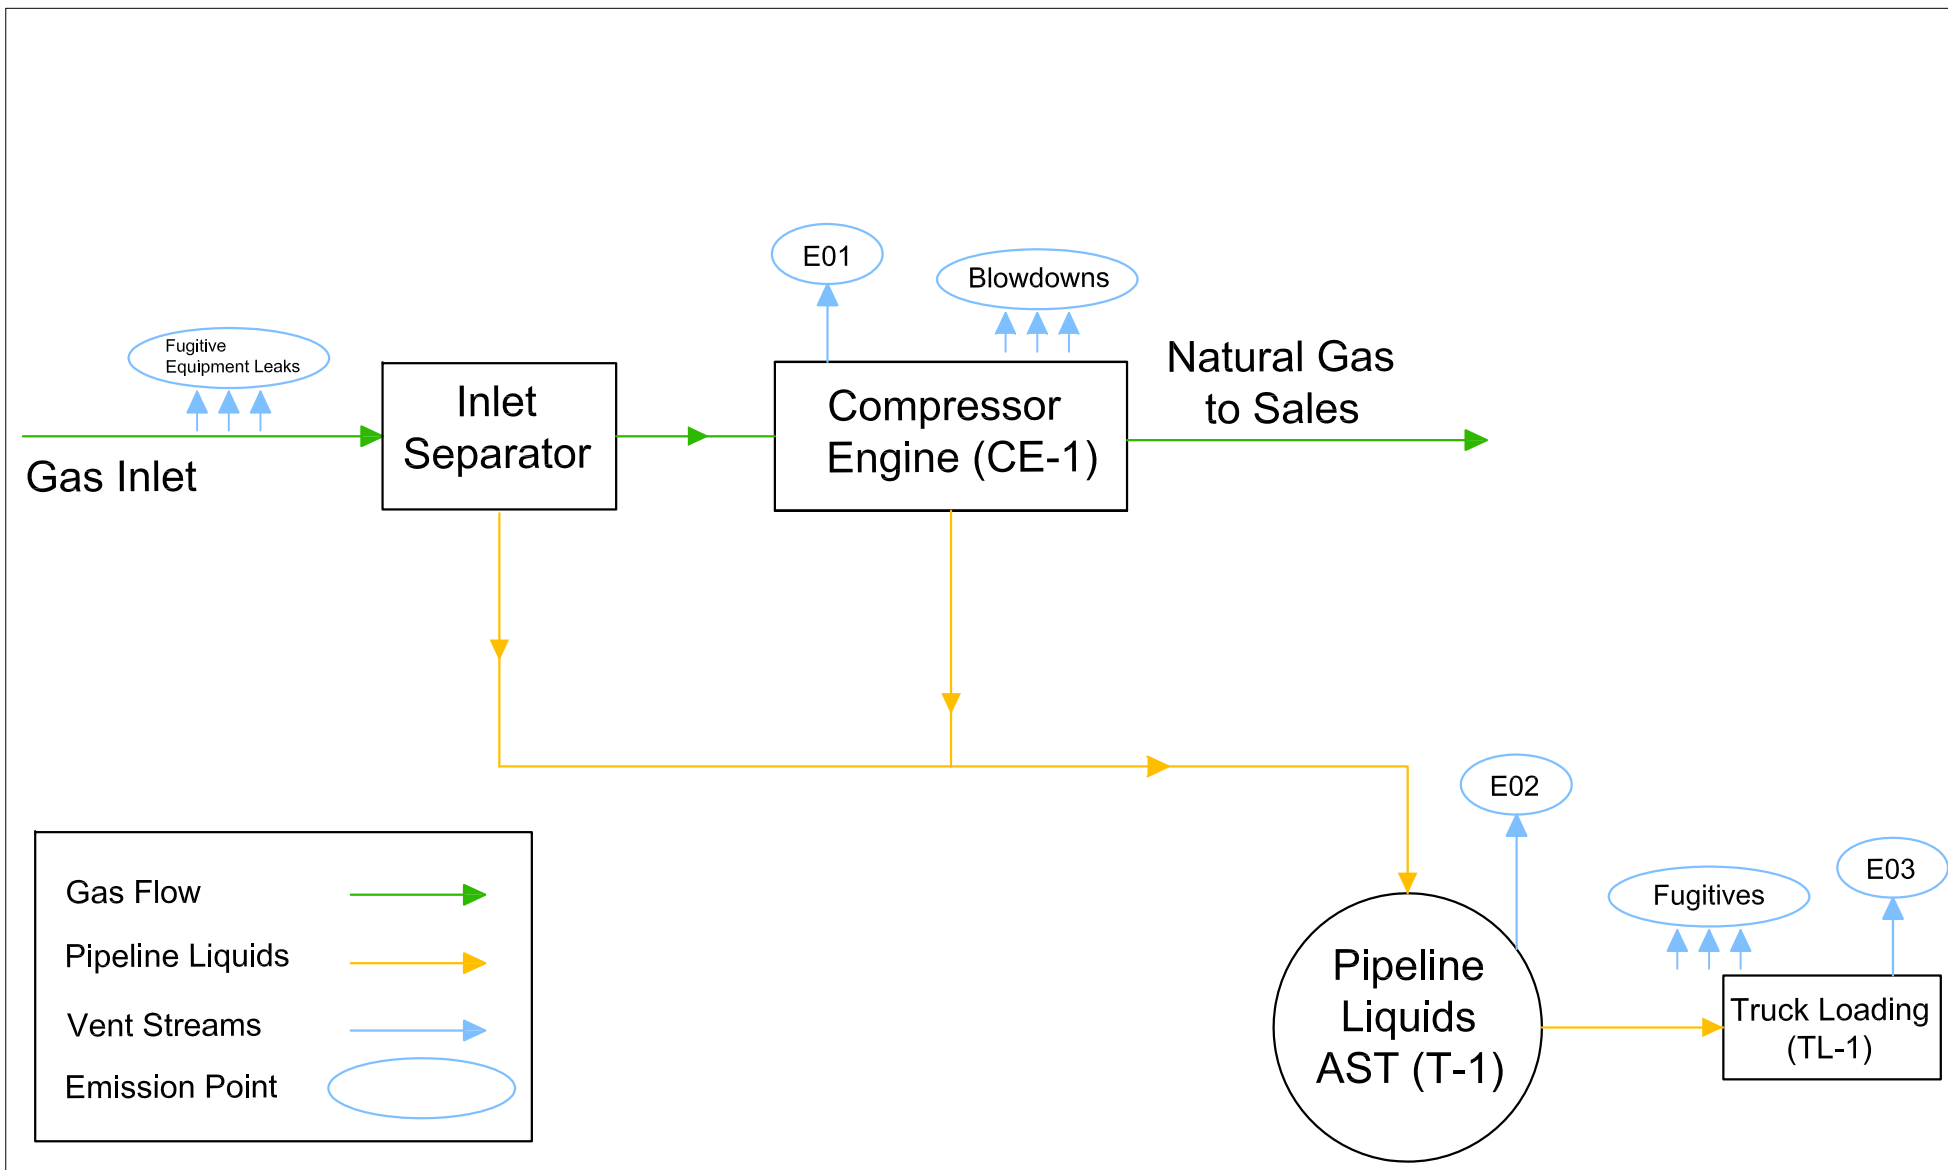 E01
Blowdowns
Fugitive
Equipment Leaks
Natural Gas
to Sales
Inlet
Separator
Compressor
Engine (CE-1)
Gas Inlet
E02
E03
Fugitives
Gas Flow
Pipeline Liquids
Vent Streams
Emission Point
Pipeline
Liquids
AST (T-1)
Truck Loading
(TL-1)